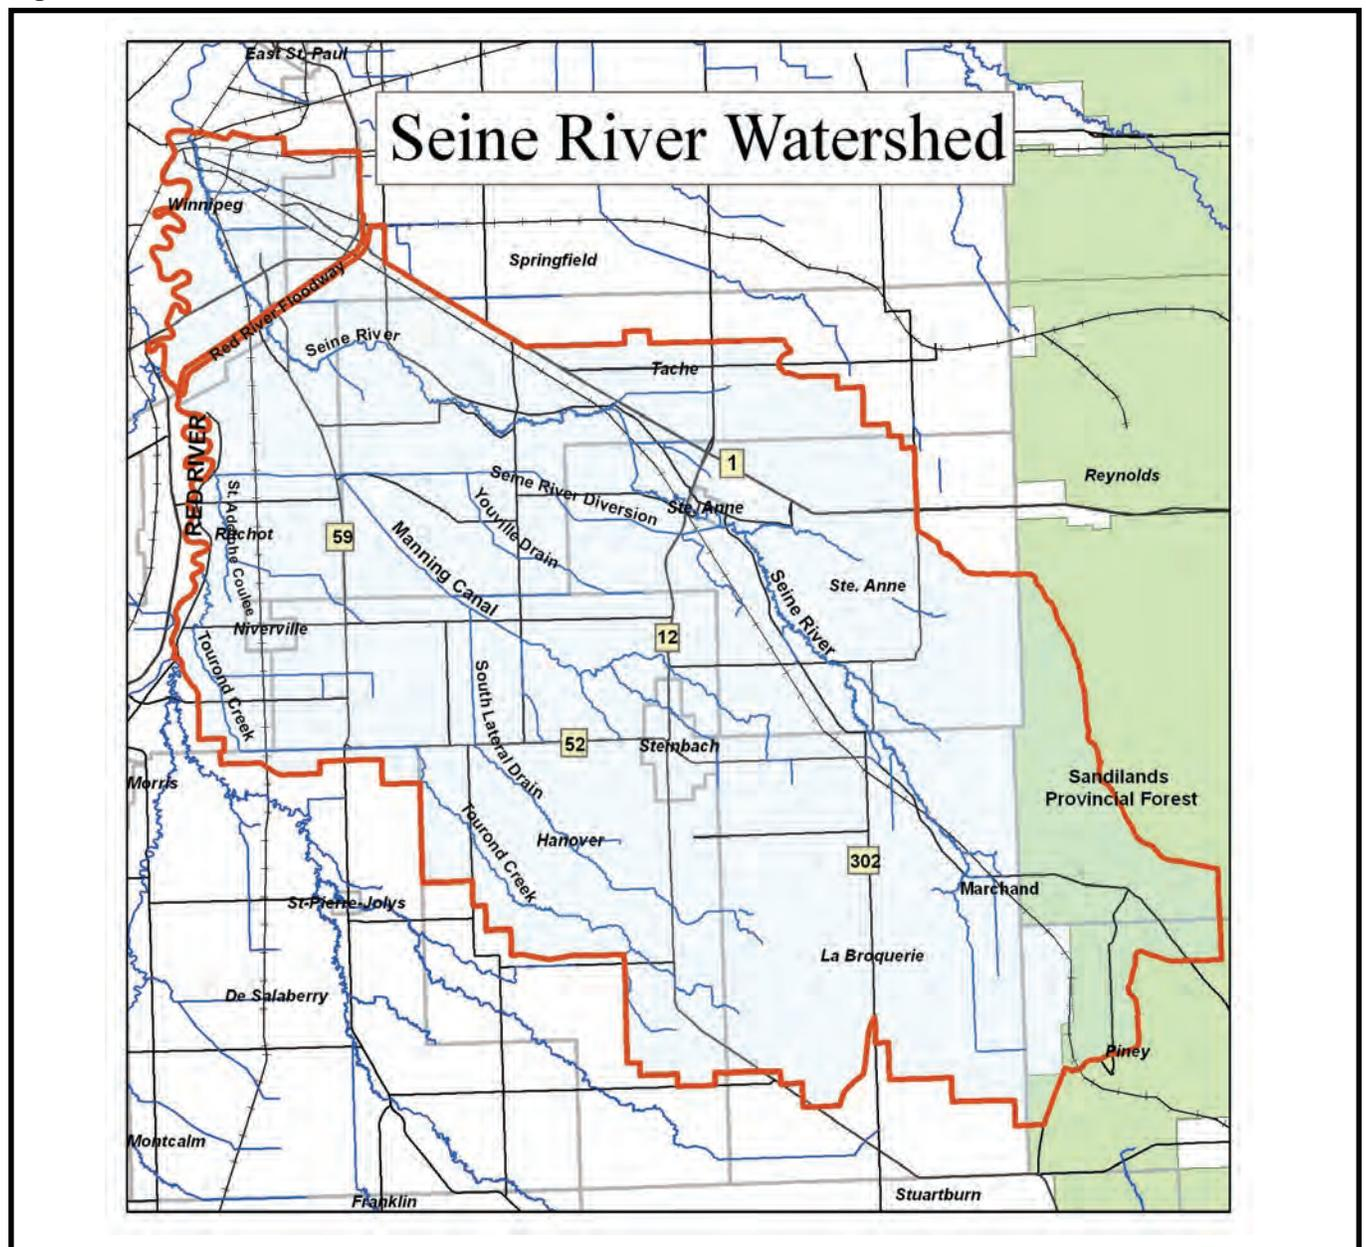 East St. Paul
Seine River Watershed
Winnipeg
Springfield
Red River Floodway
Seine River
Tache
RED RIVER
1
Reynolds
Seine River Diversion
Youville Drain
St. Adolphe Coulee
Ste. Anne
Ritchot
59
Manning Canal
Ste. Anne
Seine River
Niverville
12
Tourond Creek
South Lateral Drain
52
Steinbach
Morris
Sandilands
Provincial Forest
Tourond Creek
Hanover
302
Marchand
St-Pierre-Jolys
La Broquerie
De Salaberry
Piney
Montcalm
Franklin
Stuartburn